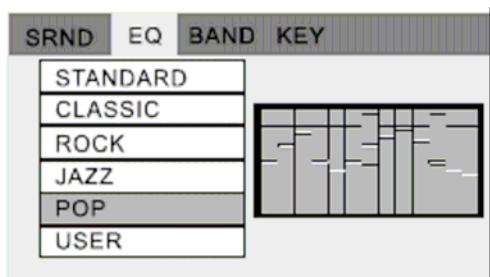 SRND EQ BAND KEY
STANDARD
CLASSIC
ROCK
JAZZ
POP
USER